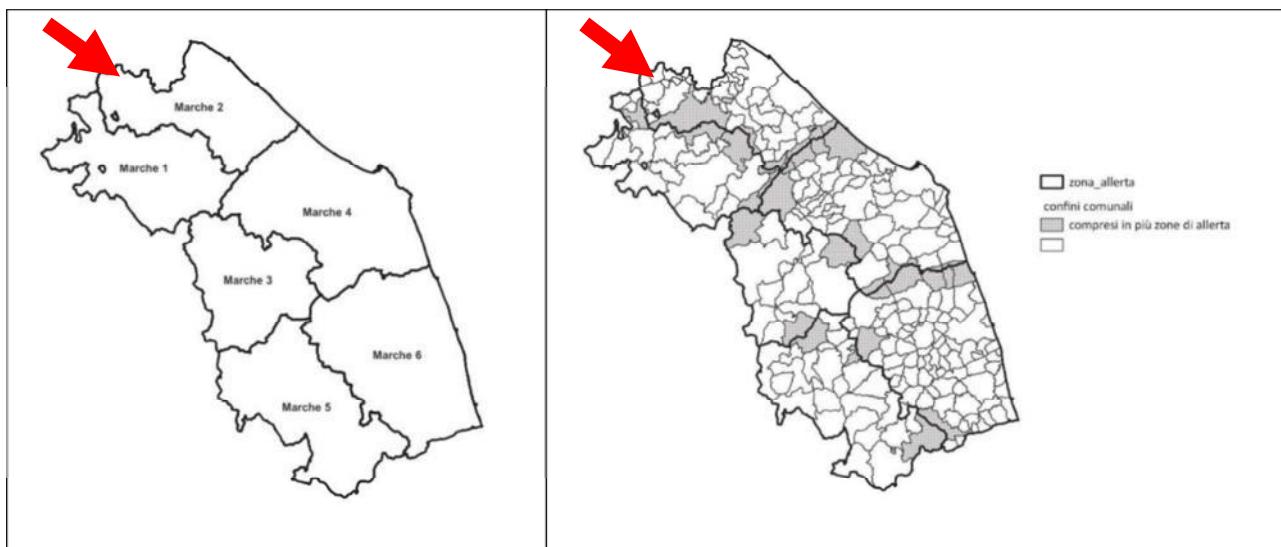 Marche 2
Marche 1
Marche 4
Marche 3
Marche 6
Marche 5
zona_allerta
confini comunali
compresi in più zone di allerta